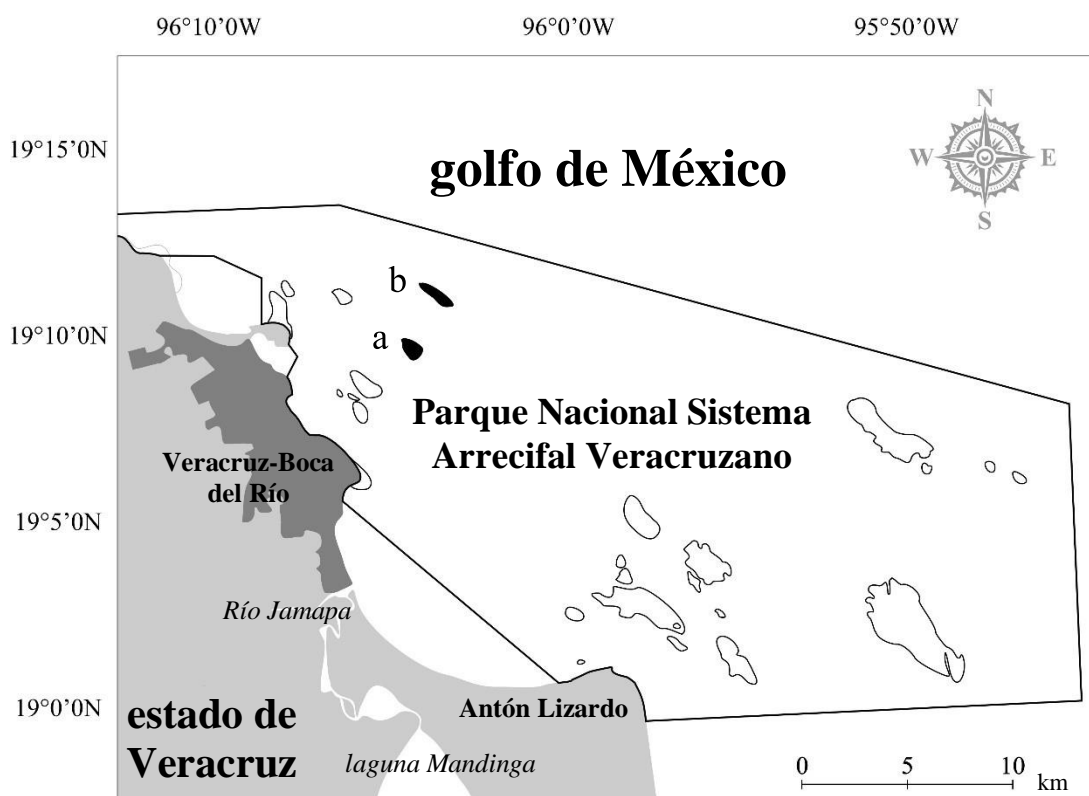 96°10’0W 96°0’0W 95°50’0W
19°15’0N
golfo de México
N
W E
S
b
19°10’0N
a
Parque Nacional Sistema
Arrecifal Veracruzano
Veracruz-Boca
del Río
19°5’0N
Río Jamapa
19°0’0N
estado de
Veracruz
Antón Lizardo
laguna Mandinga
0 5 10
km